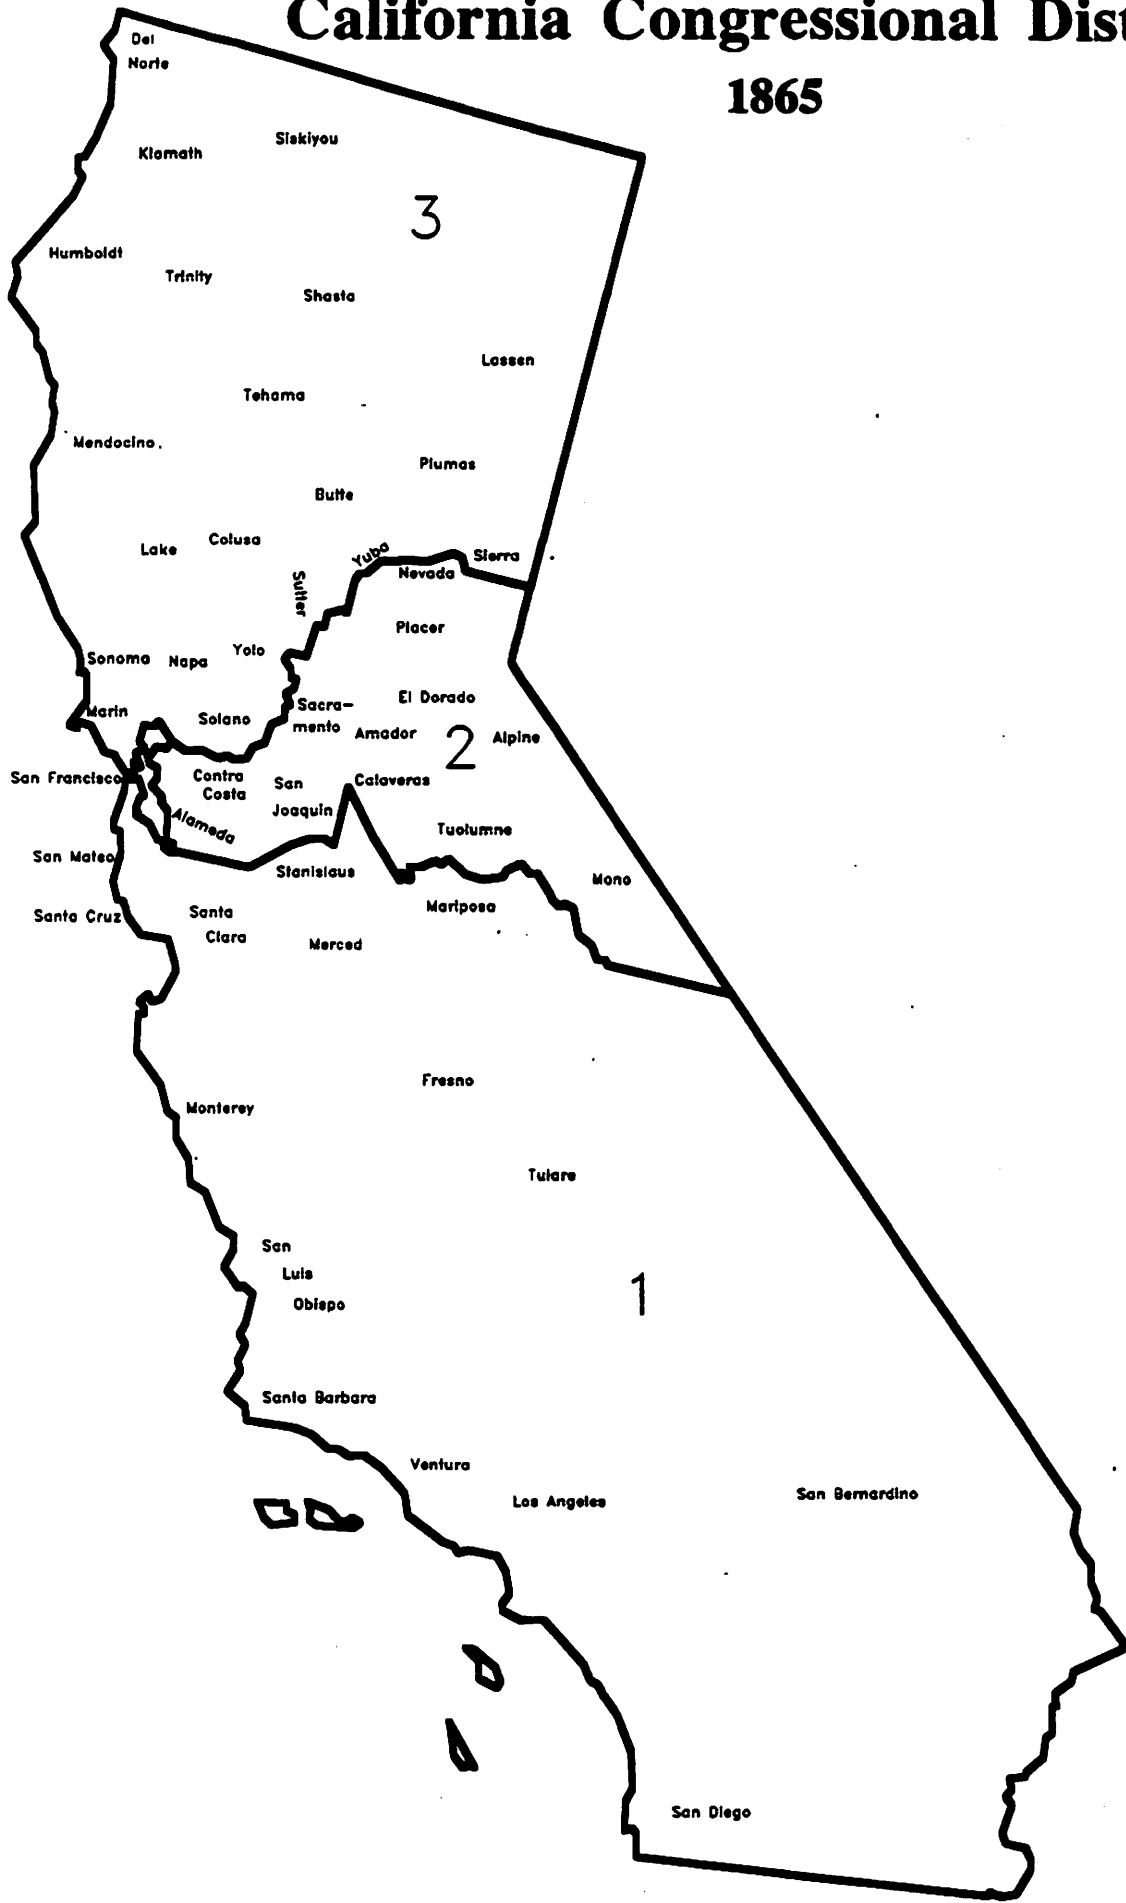 California Congressional Dist
1865
Del
Norte
Siskiyou
Klamath
3
Humboldt
Trinity
Shasta
Lassen
Tehama
Mendocino
Plumas
Butte
Colusa
Lake
Yuba
Sierra
Nevada
Sutter
Placer
Yolo
Sonoma
Napa
El Dorado
Sacra-
mento
Marin
Solano
Amador
2
Alpine
San Francisco
Contra
Costa
San
Joaquin
Calaveras
Alameda
Tuolumne
San Mateo
Stanislaus
Mono
Mariposa
Santa Cruz
Santa
Clara
Merced
Fresno
Monterey
Tulare
San
Luis
Obispo
1
Santa Barbara
Ventura
Los Angeles
San Bernardino
San Diego